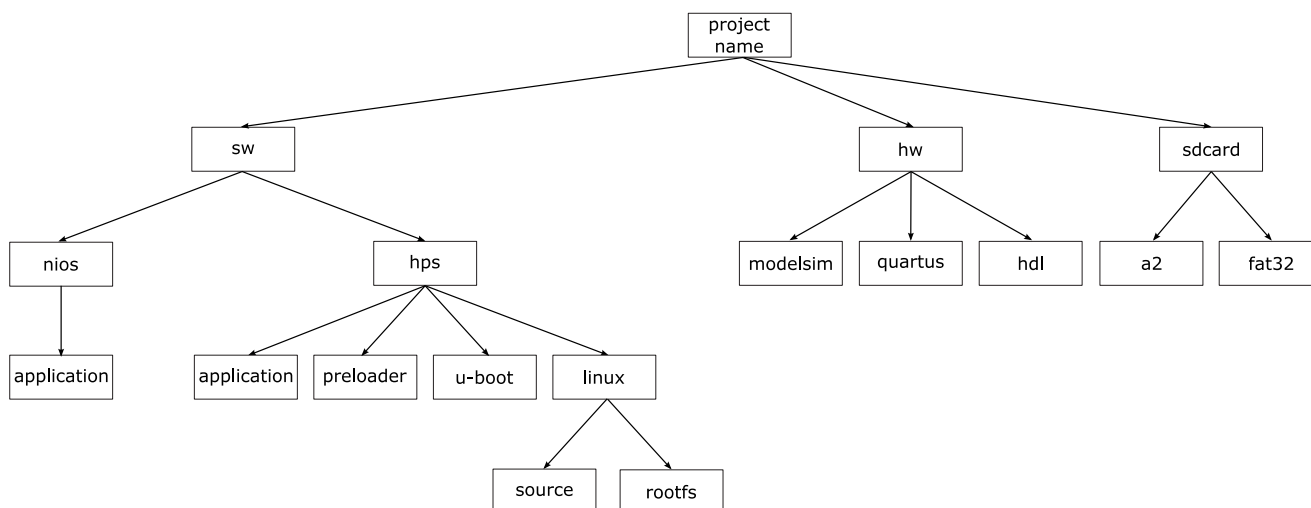 project
name
sw
hw
sdcard
nios
hps
modelsim
quartus
hdl
a2
fat32
application
application
preloader
u-boot
linux
source
rootfs